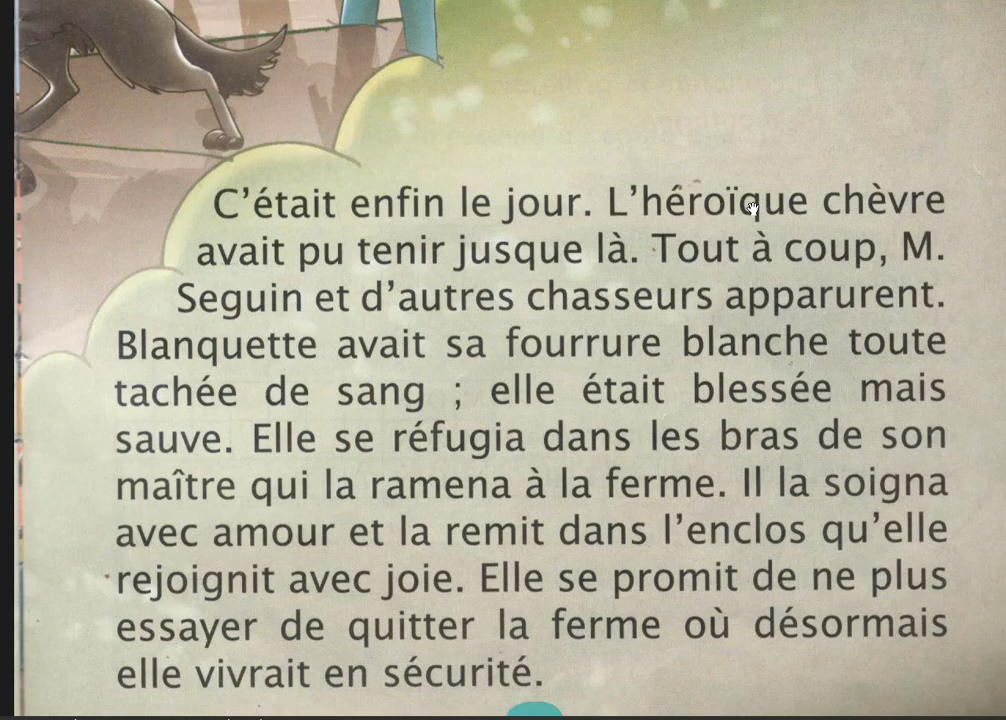 C'était enfin le jour. L'héroïque chèvre
avait pu tenir jusque là. Tout à coup, M.
Seguin et d'autres chasseurs apparurent.
Blanquette avait sa fourrure blanche toute
tachée de sang ; elle était blessée mais
sauve. Elle se réfugia dans les bras de son
maître qui la ramena à la ferme. Il la soigna
avec amour et la remit dans l'enclos qu'elle
rejoignit avec joie. Elle se promit de ne plus
essayer de quitter la ferme où désormais
elle vivrait en sécurité.